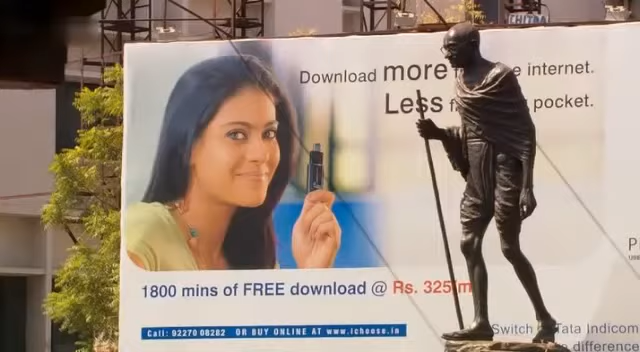 CHITRA
Download more internet.
Less pocket.
1800 mins of FREE download @ Rs. 325
Call: 92270 08282 OR BUY ONLINE AT www.ichoose.in
Switch Tata Indicom
difference